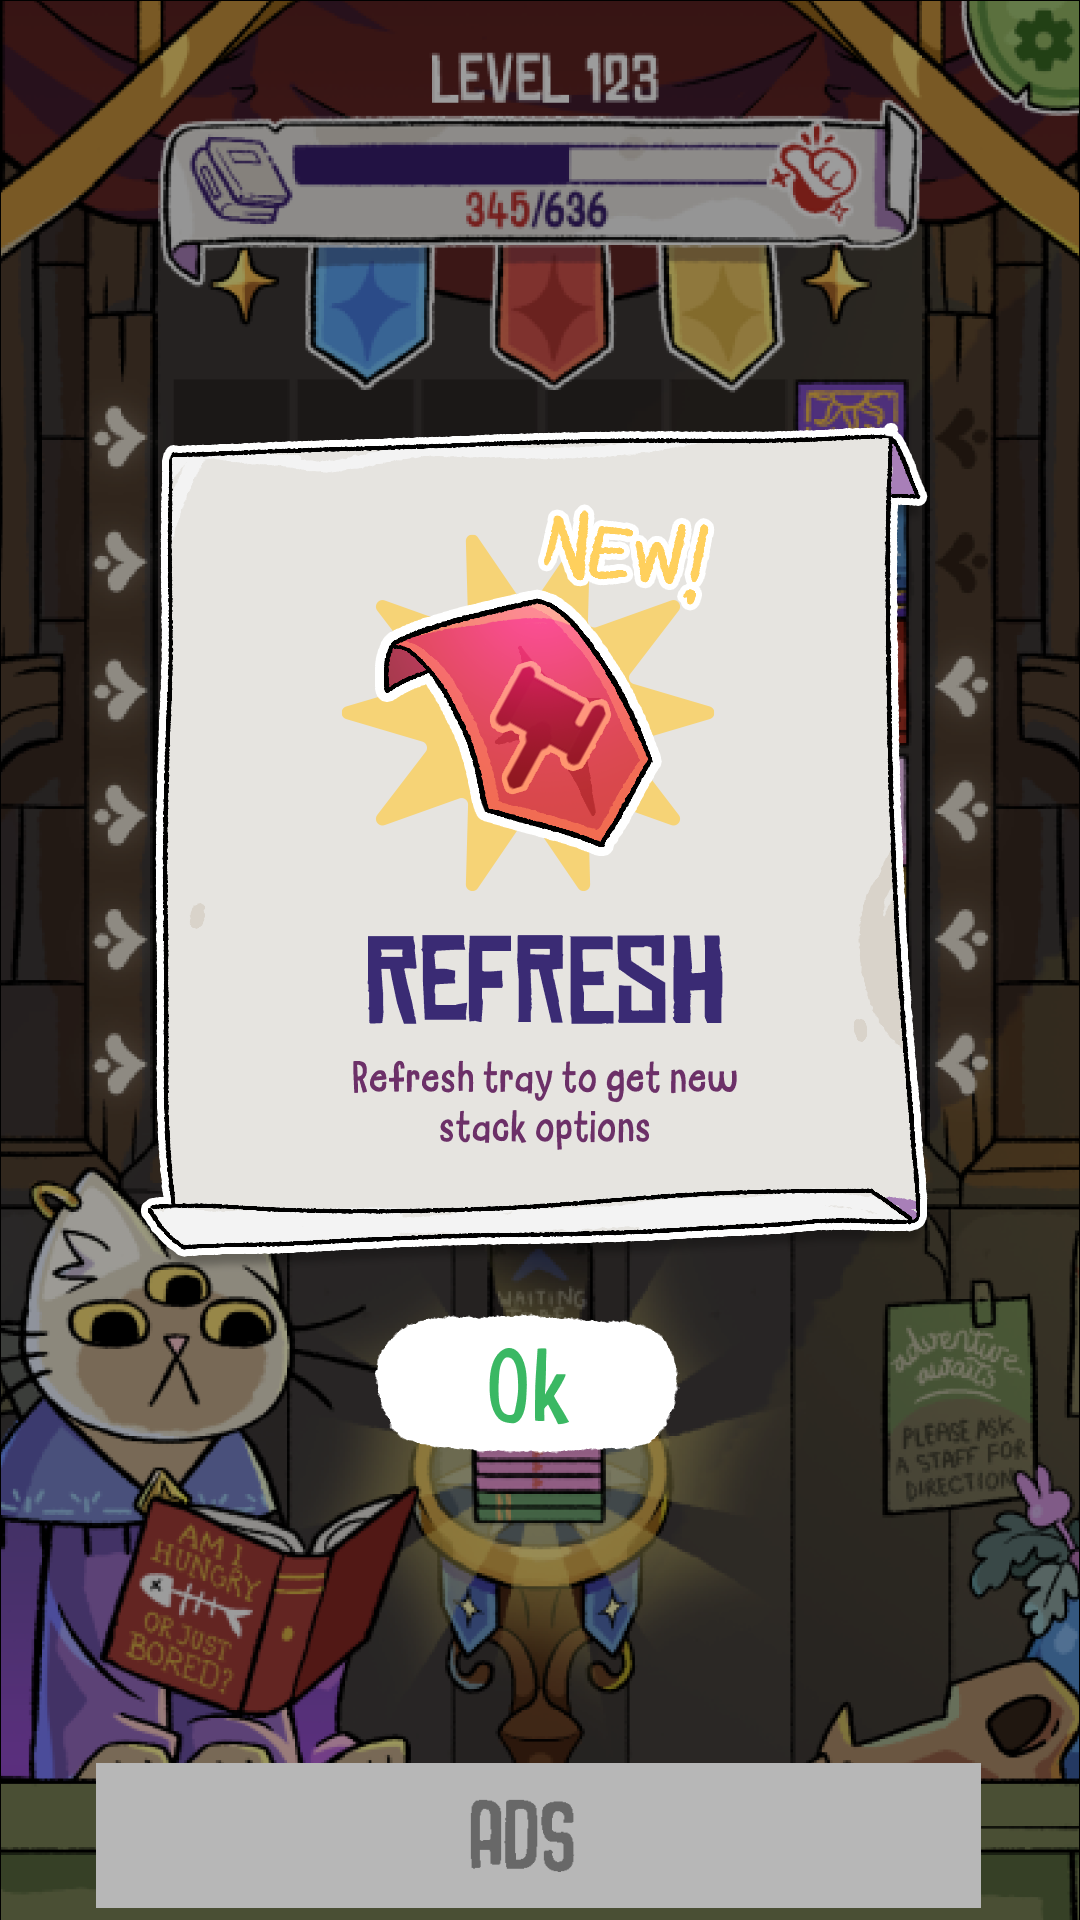 LEVEL 123
345/636
NEW!
REFRESH
Refresh tray to get new
stack options
WAITING
Ok
adventure
awaits
PLEASE ASK
A STAFF FOR
DIRECTION
AM I
HUNGRY
OR JUST
BORED?
ADS